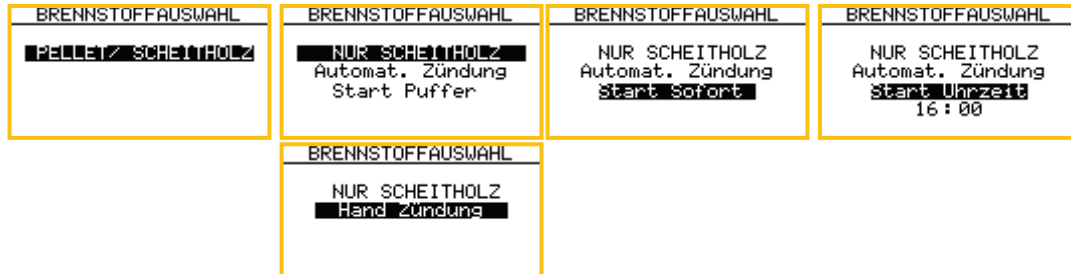 BRENNSTOFFAUSWAHL
PELLET/ SCHEITHOLZ
BRENNSTOFFAUSWAHL
NUR SCHEITHOLZ
Automat. Zündung
Start Puffer
BRENNSTOFFAUSWAHL
NUR SCHEITHOLZ
Automat. Zündung
Start Sofort
BRENNSTOFFAUSWAHL
NUR SCHEITHOLZ
Automat. Zündung
Start Uhrzeit
16:00
BRENNSTOFFAUSWAHL
NUR SCHEITHOLZ
Hand Zündung